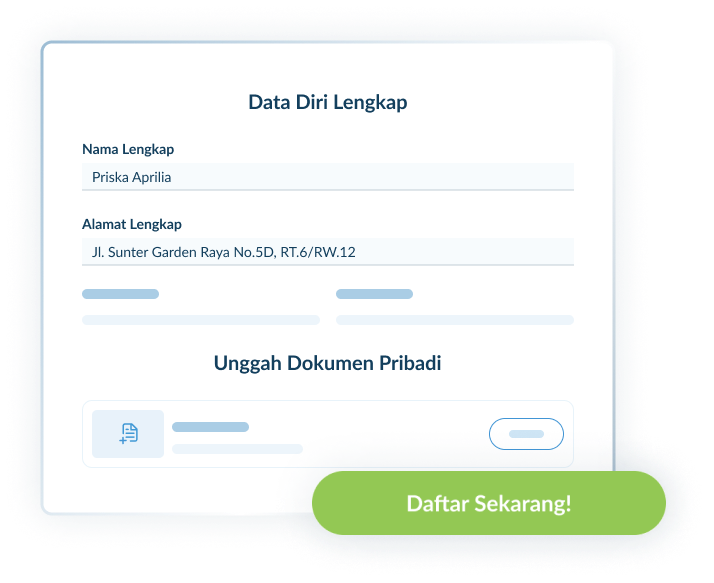 Data Diri Lengkap
Nama Lengkap
Priska Aprilia
Alamat Lengkap
Jl. Sunter Garden Raya No.5D, RT.6/RW.12
Unggah Dokumen Pribadi
Daftar Sekarang!